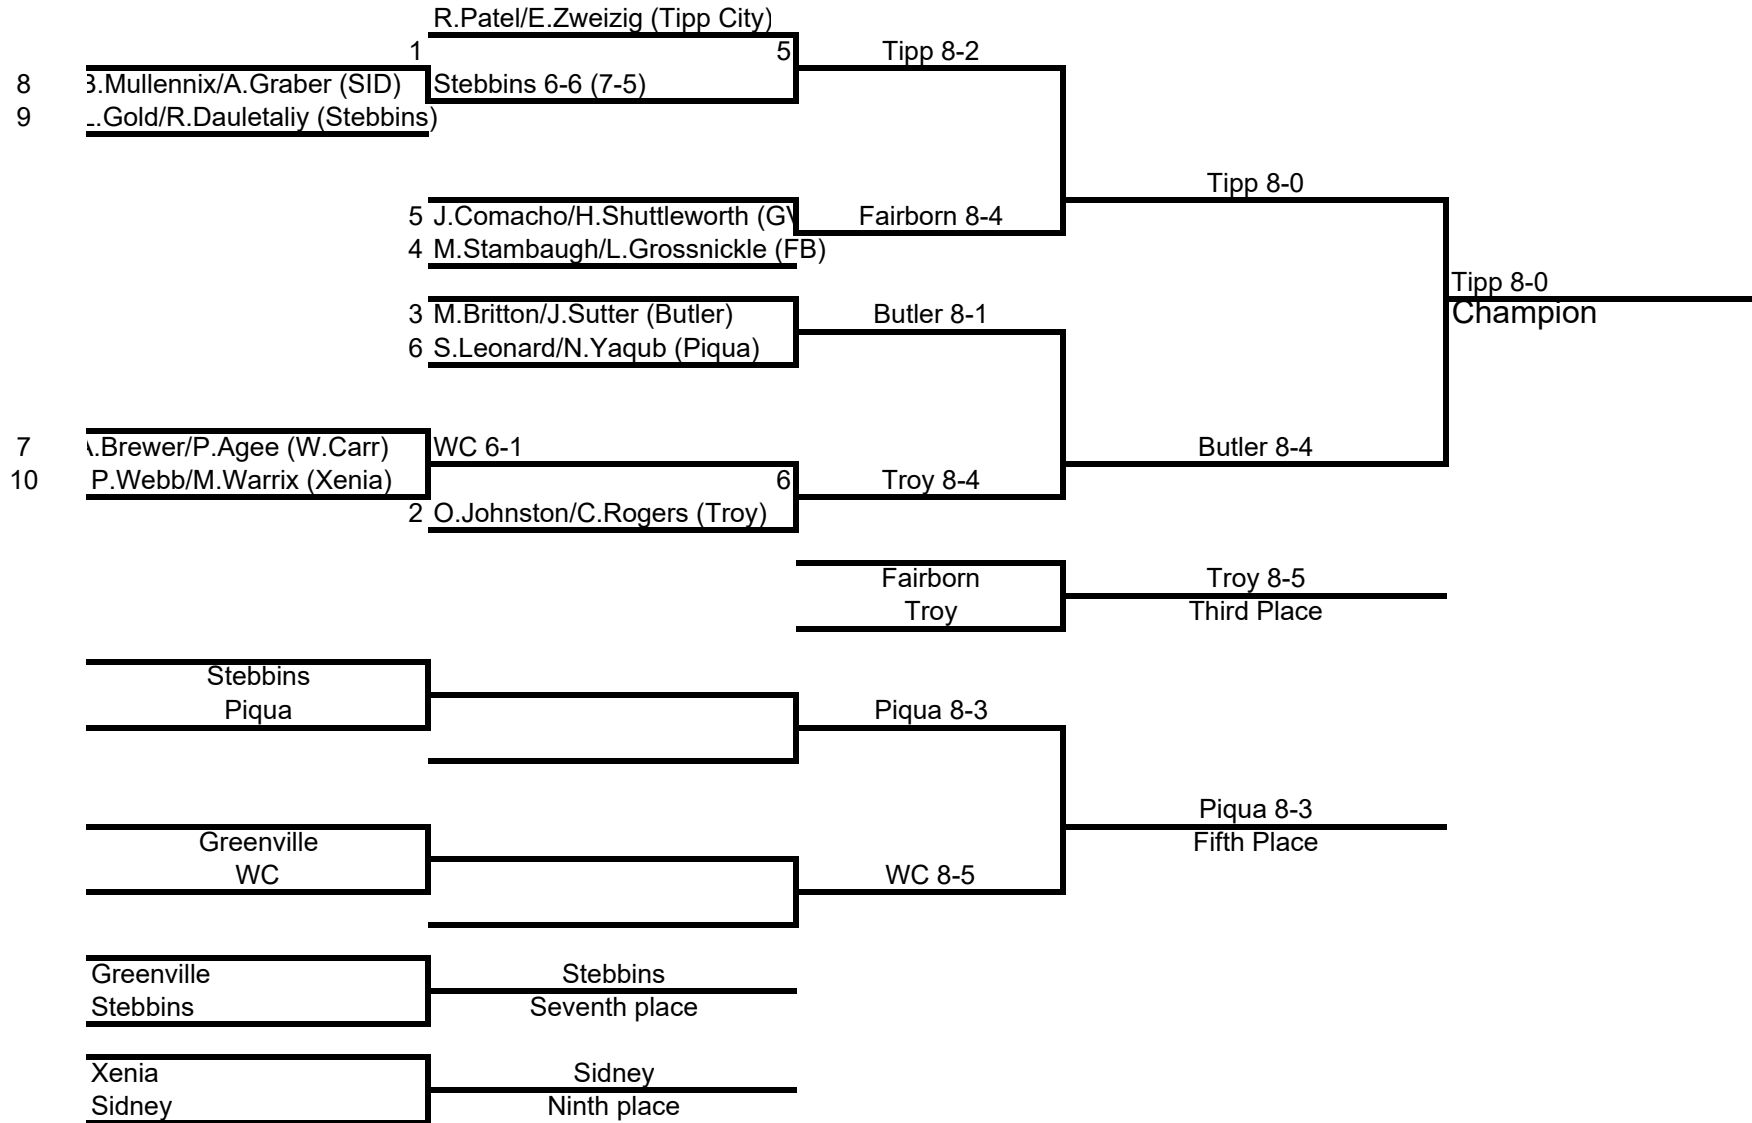 R.Patel/E.Zweizig (Tipp City)
1 5 Tipp 8-2
8 B.Mullennix/A.Graber (SID) Stebbins 6-6 (7-5)
9 L.Gold/R.Dauletaliy (Stebbins)
Tipp 8-0
5 J.Comacho/H.Shuttleworth (GV Fairborn 8-4
4 M.Stambaugh/L.Grossnickle (FB)
Tipp 8-0
3 M.Britton/J.Sutter (Butler) Butler 8-1 Champion
6 S.Leonard/N.Yaqub (Piqua)
7 A.Brewer/P.Agee (W.Carr) WC 6-1 Butler 8-4
10 P.Webb/M.Warrix (Xenia) 6 Troy 8-4
2 O.Johnston/C.Rogers (Troy)
Fairborn Troy 8-5
Troy Third Place
Stebbins
Piqua Piqua 8-3
Piqua 8-3
Greenville Fifth Place
WC WC 8-5
Greenville Stebbins
Stebbins Seventh place
Xenia Sidney
Sidney Ninth place